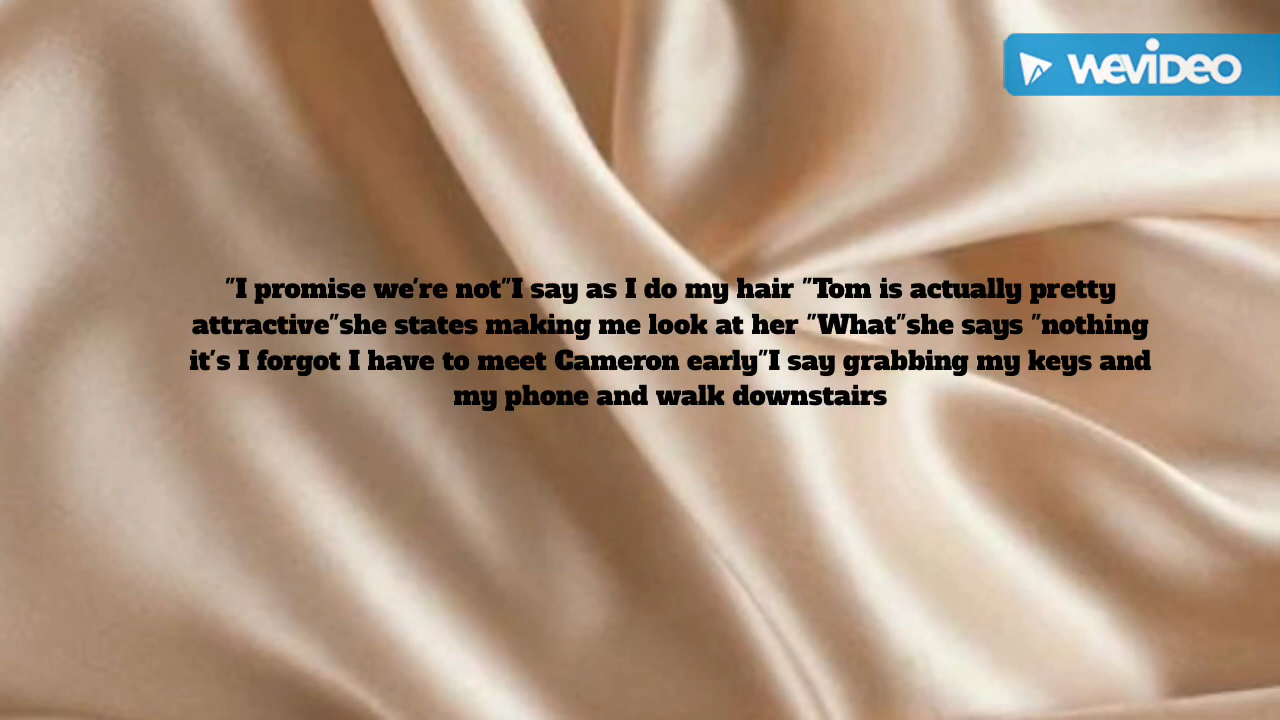 WEVIDEO
"I promise we're not"I say as I do my hair "Tom is actually pretty
attractive"she states making me look at her "What"she says "nothing
it's I forgot I have to meet Cameron early"I say grabbing my keys and
my phone and walk downstairs